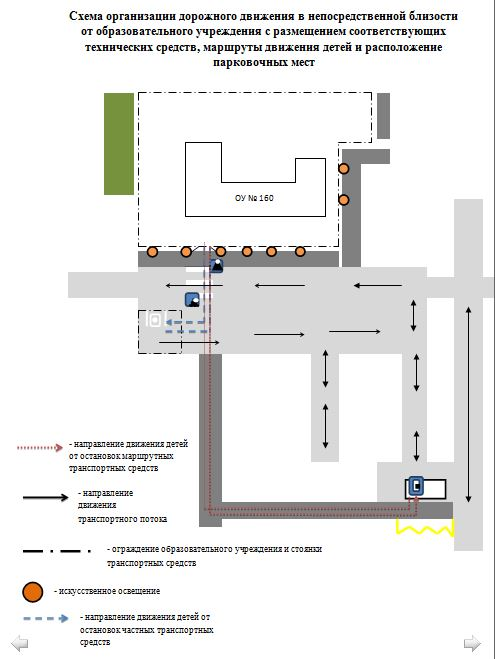 Схема организации дорожного движения в непосредственной близости
от образовательного учреждения с размещением соответствующих
технических средств, маршруты движения детей и расположение
парковочных мест
ОУ № 160
- направление движения детей
от остановок маршрутных
транспортных средств
- направление
движения
транспортного потока
- ограждение образовательного учреждения и стоянки
транспортных средств
- искусственное освещение
- направление движения детей от
остановок частных транспортных
средств